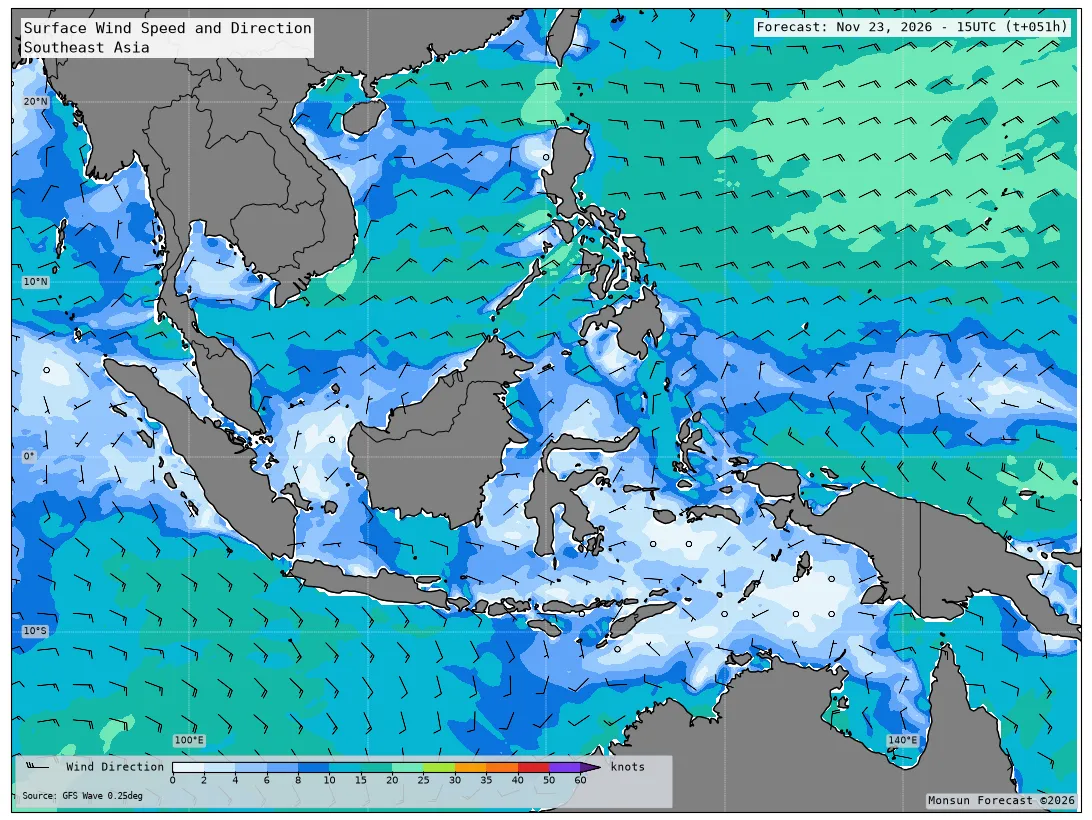 Surface Wind Speed and Direction
Southeast Asia
Forecast: Nov 23, 2026 - 15UTC (t+051h)
20°N
10°N
0°
10°S
100°E
140°E
Wind Direction
0 2 4 6 8 10 15 20 25 30 35 40 50 60
knots
Source: GFS Wave 0.25deg
Monsun Forecast ©2026